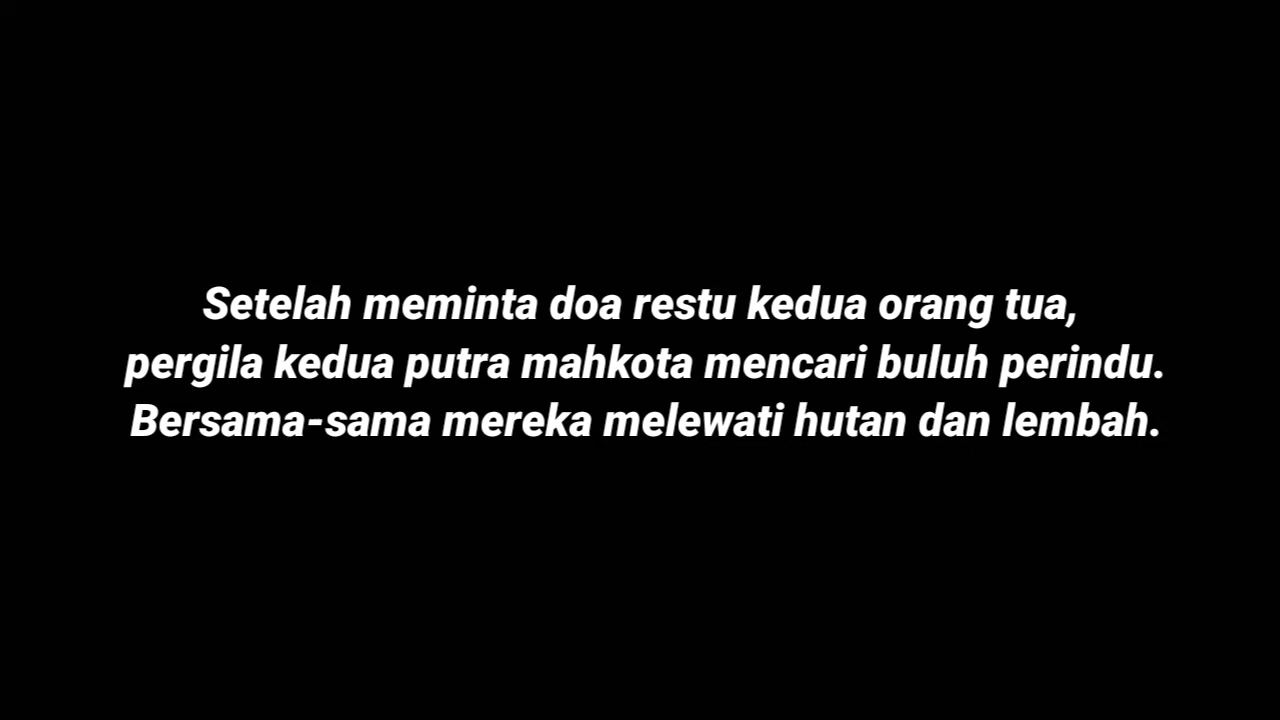 Setelah meminta doa restu kedua orang tua,
pergila kedua putra mahkota mencari buluh perindu.
Bersama-sama mereka melewati hutan dan lembah.